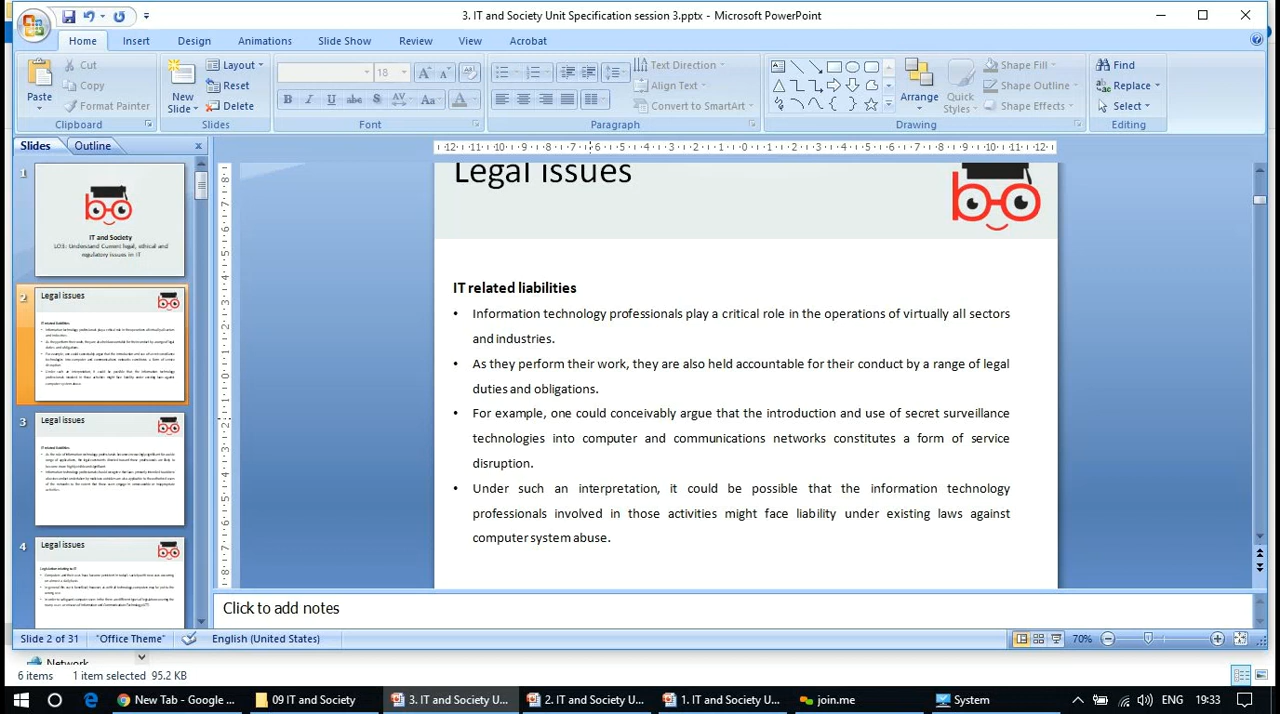 3. IT and Society Unit Specification session 3.pptx - Microsoft PowerPoint
Home Insert Design Animations Slide Show Review View Acrobat
Paste
Cut
Copy
Format Painter
Clipboard
New Slide
Layout
Reset
Delete
Slides
18
Font
Text Direction
Align Text
Convert to SmartArt
Paragraph
Arrange
Quick Styles
Shape Fill
Shape Outline
Shape Effects
Drawing
Find
Replace
Select
Editing
Slides Outline
1
IT and Society
LO3: Understand Current legal, ethical and
regulatory issues in IT
2
Legal issues
3
Legal issues
4
Legal issues
Legal issues
IT related liabilities
• Information technology professionals play a critical role in the operations of virtually all sectors
and industries.
• As they perform their work, they are also held accountable for their conduct by a range of legal
duties and obligations.
• For example, one could conceivably argue that the introduction and use of secret surveillance
technologies into computer and communications networks constitutes a form of service
disruption.
• Under such an interpretation, it could be possible that the information technology
professionals involved in those activities might face liability under existing laws against
computer system abuse.
Click to add notes
Slide 2 of 31 "Office Theme" English (United States) 70%
Network
6 items 1 item selected 95.2 KB
New Tab - Google ... 09 IT and Society 3. IT and Society U... 2. IT and Society U... 1. IT and Society U... join.me System ENG 19:33